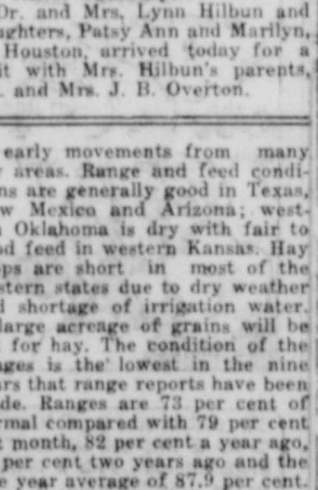 Dr. and Mrs. Lynn Hilbun and
ughters, Patsy Ann and Marilyn,
Houston, arrived today for a
it with Mrs. Hilbun's parents,
. and Mrs. J. B. Overton.
early movements from many
areas. Range and feed condi-
ns are generally good in Texas,
w Mexico and Arizona; west-
Oklahoma is dry with fair to
od feed in western Kansas. Hay
ops are short in most of the
stern states due to dry weather
d shortage of irrigation water.
large acreage of grains will be
for hay. The condition of the
nges is the lowest in the nine
ars that range reports have been
de. Ranges are 73 per cent of
rmal compared with 79 per cent
t month, 82 per cent a year ago,
per cent two years ago and the
e year average of 87.9 per cent.